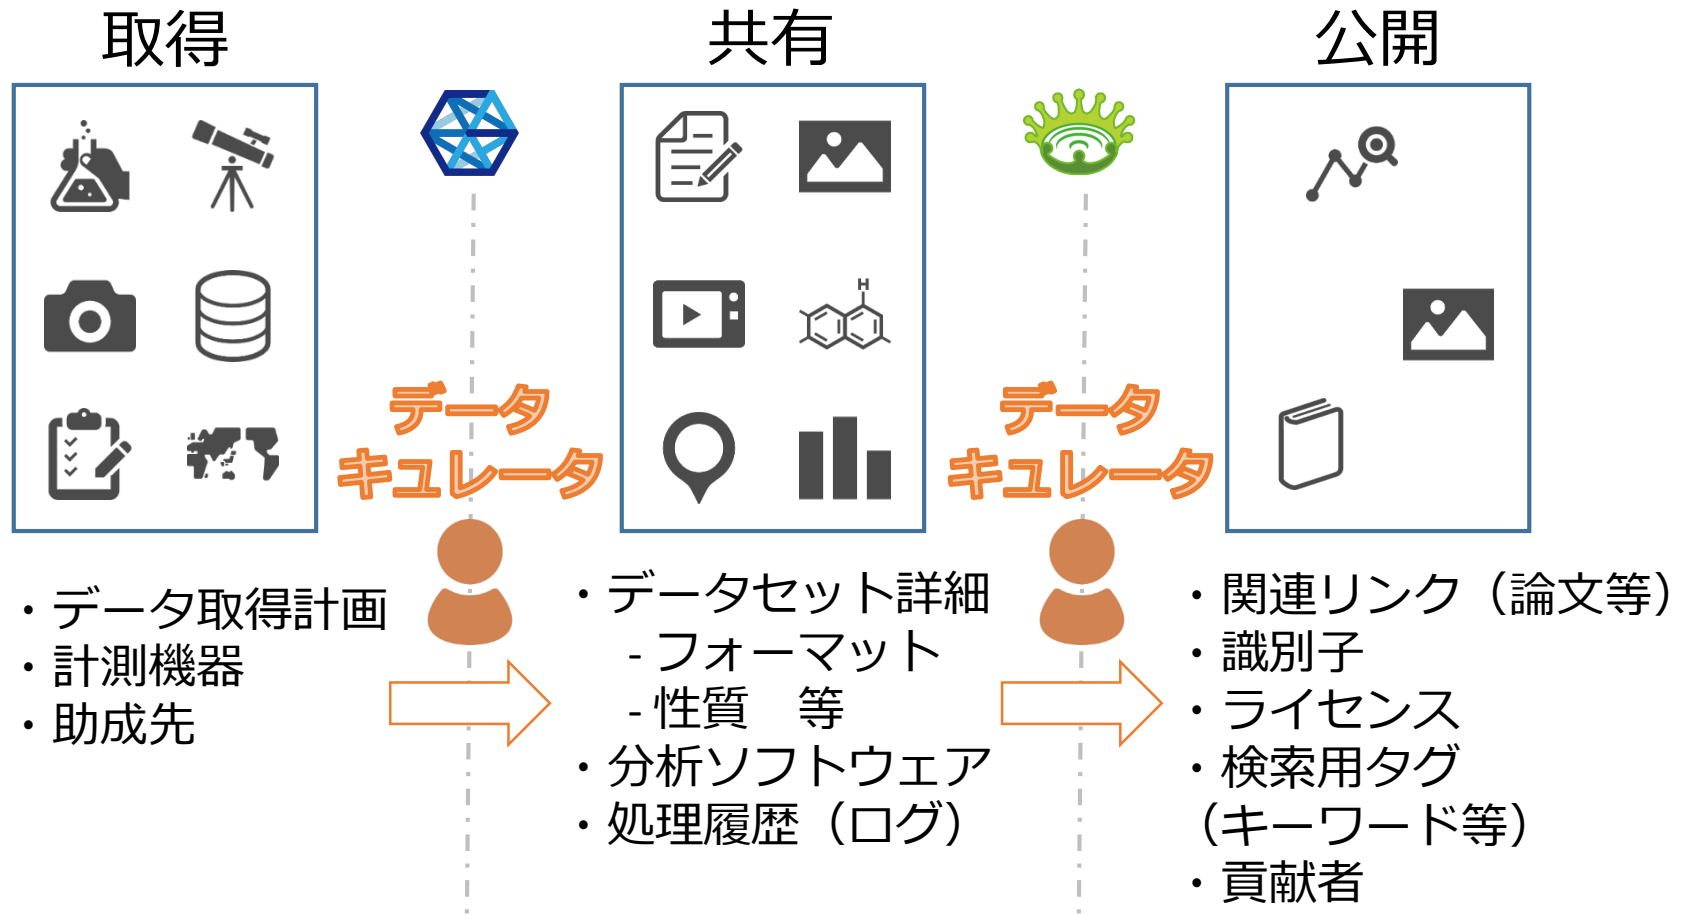 取得
共有
公開
データ
キュレータ
データ
キュレータ
H
・データ取得計画
・計測機器
・助成先
・データセット詳細
- フォーマット
- 性質　等
・分析ソフトウェア
・処理履歴（ログ）
・関連リンク（論文等）
・識別子
・ライセンス
・検索用タグ
（キーワード等）
・貢献者